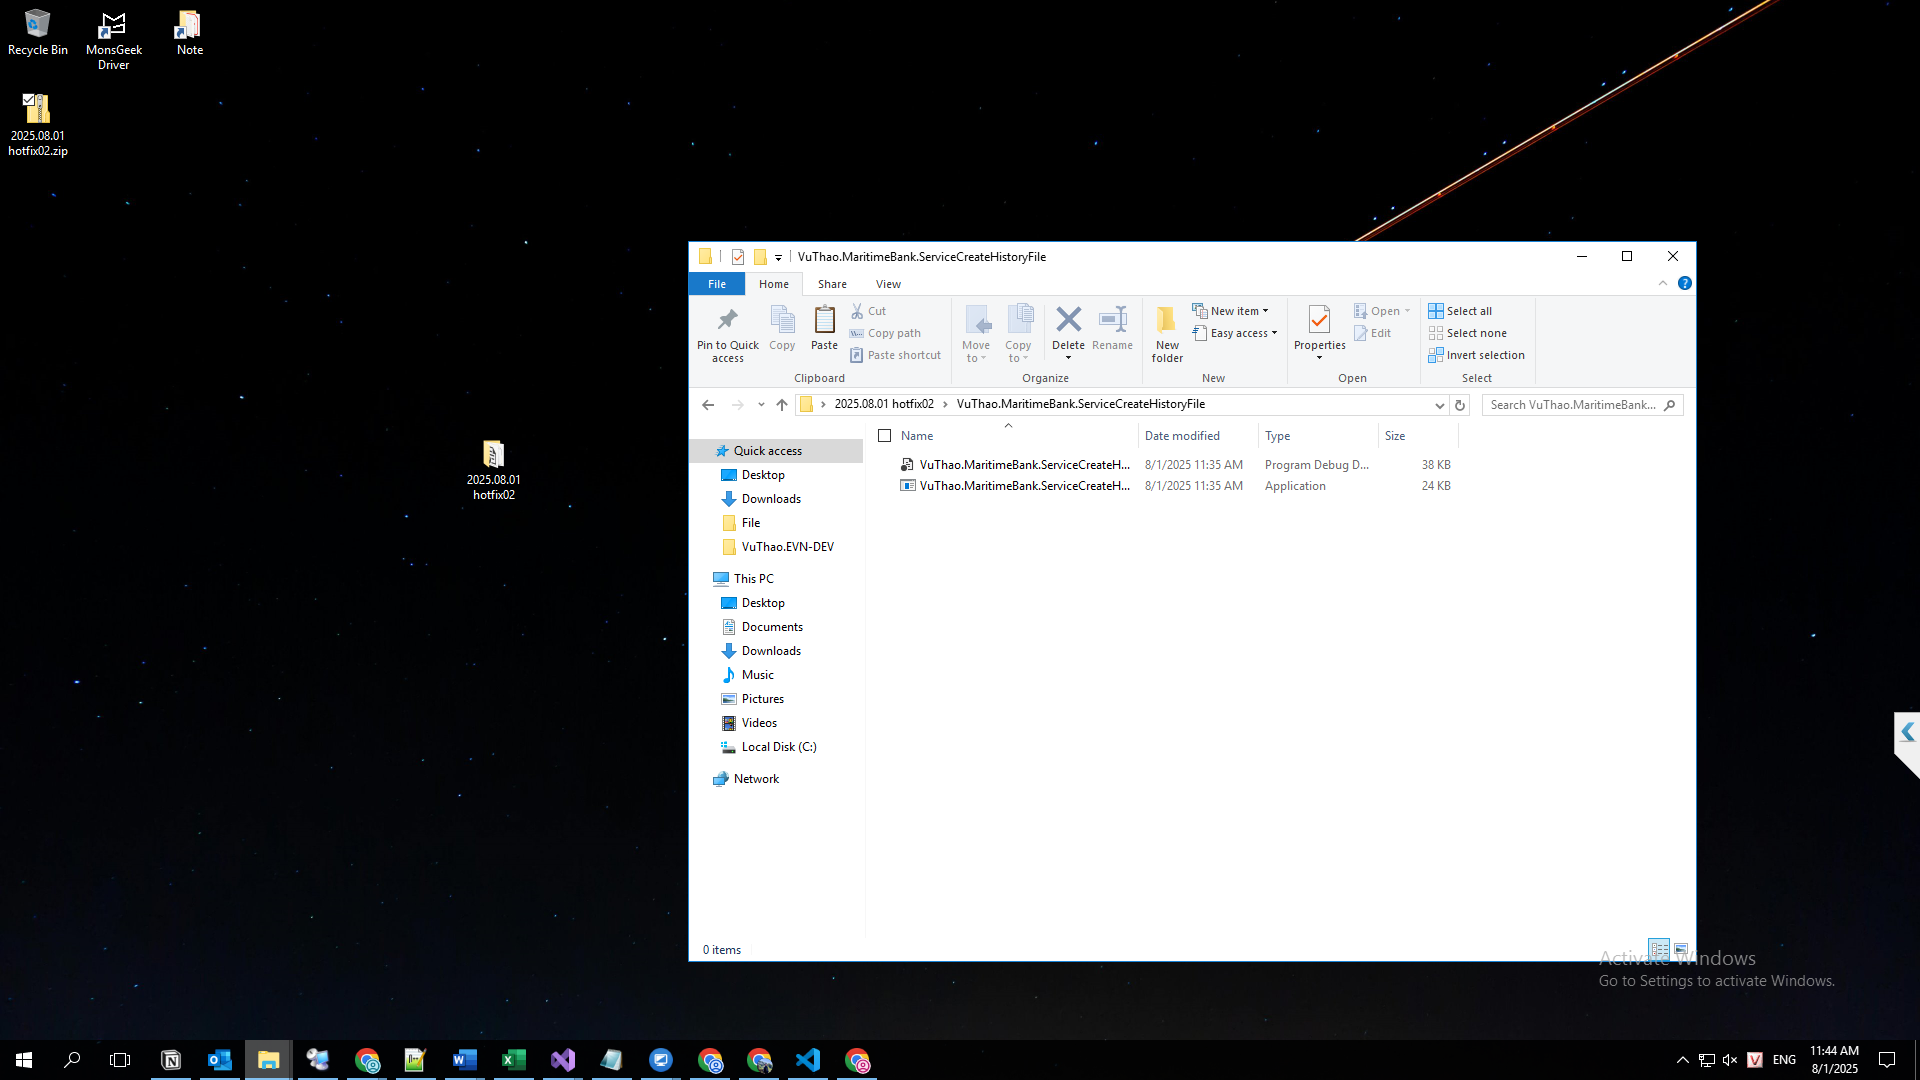 Recycle Bin
MonsGeek
Driver
Note
2025.08.01
hotfix02.zip
2025.08.01
hotfix02
VuThao.MaritimeBank.ServiceCreateHistoryFile
File
Home
Share
View
Pin to Quick
access
Copy
Paste
Cut
Copy path
Paste shortcut
Clipboard
Move
to
Copy
to
Delete
Rename
Organize
New
folder
New item
Easy access
New
Properties
Open
Edit
Open
Select all
Select none
Invert selection
Select
2025.08.01 hotfix02 > VuThao.MaritimeBank.ServiceCreateHistoryFile
Search VuThao.MaritimeBank...
Quick access
Desktop
Downloads
File
VuThao.EVN-DEV
This PC
Desktop
Documents
Downloads
Music
Pictures
Videos
Local Disk (C:)
Network
Name Date modified Type Size
VuThao.MaritimeBank.ServiceCreateH... 8/1/2025 11:35 AM Program Debug D... 38 KB
VuThao.MaritimeBank.ServiceCreateH... 8/1/2025 11:35 AM Application 24 KB
0 items
Activate Windows
Go to Settings to activate Windows.
ENG
11:44 AM
8/1/2025